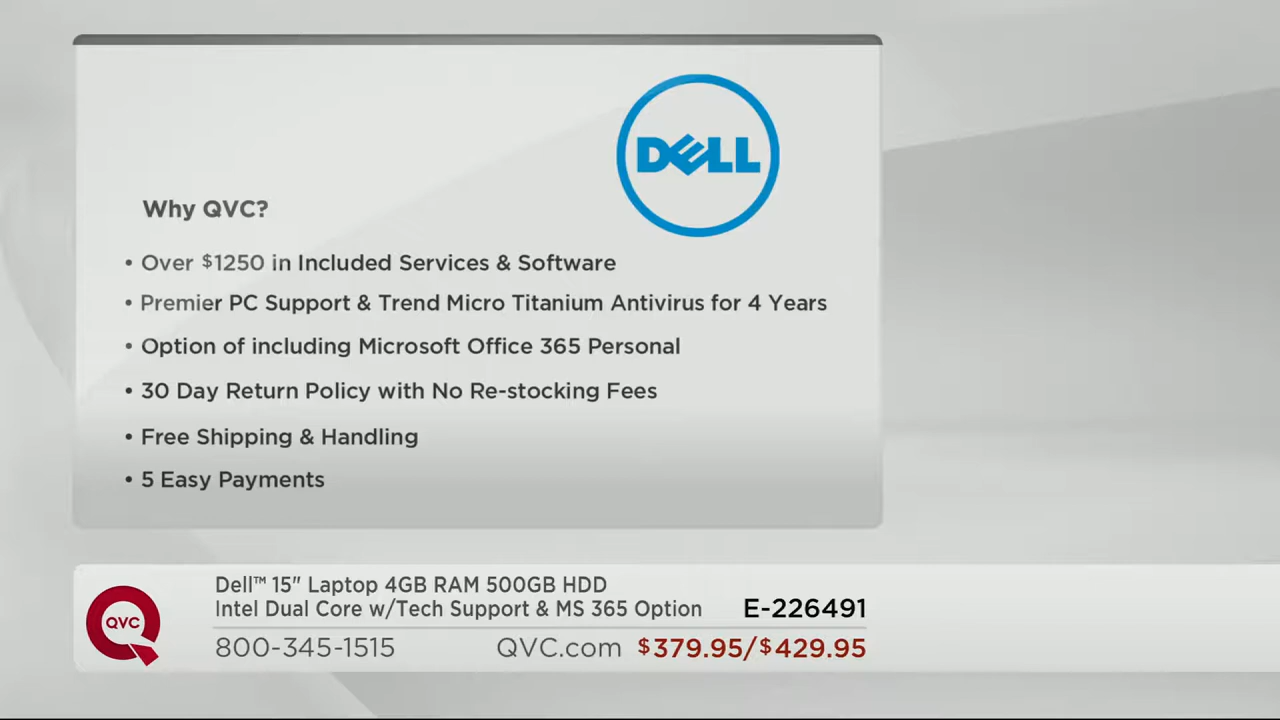 DELL
Why QVC?
• Over $1250 in Included Services & Software
• Premier PC Support & Trend Micro Titanium Antivirus for 4 Years
• Option of including Microsoft Office 365 Personal
• 30 Day Return Policy with No Re-stocking Fees
• Free Shipping & Handling
• 5 Easy Payments
QVC
Dell™ 15" Laptop 4GB RAM 500GB HDD
Intel Dual Core w/Tech Support & MS 365 Option E-226491
800-345-1515 QVC.com $379.95/$429.95